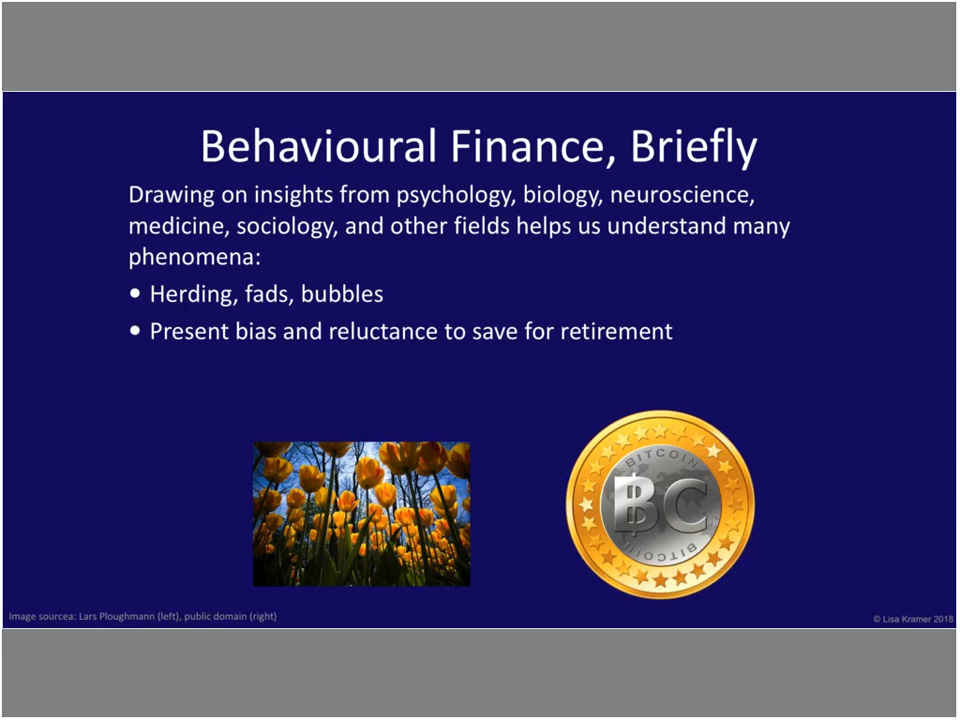 Behavioural Finance, Briefly
Drawing on insights from psychology, biology, neuroscience,
medicine, sociology, and other fields helps us understand many
phenomena:
• Herding, fads, bubbles
• Present bias and reluctance to save for retirement
BITCOIN
BC
BITCOIN
Image sourcea: Lars Ploughmann (left), public domain (right)
© Lisa Kramer 2018